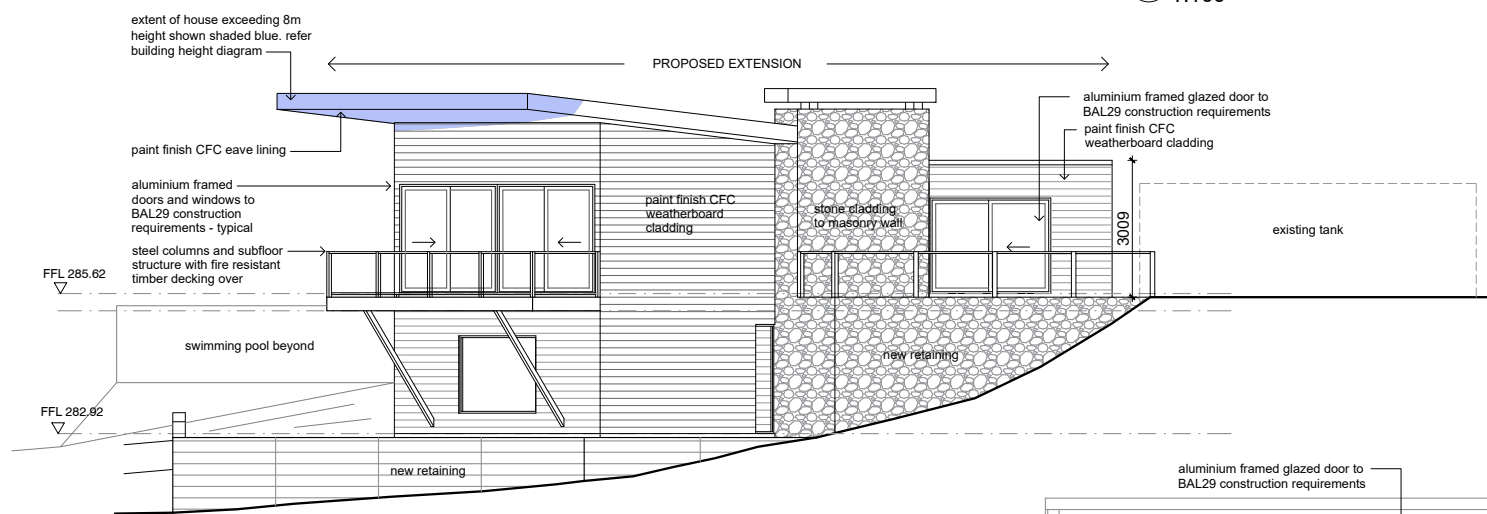 extent of house exceeding 8m
height shown shaded blue. refer
building height diagram
PROPOSED EXTENSION
aluminium framed glazed door to
BAL29 construction requirements
paint finish CFC
weatherboard cladding
paint finish CFC eave lining
aluminium framed
doors and windows to
BAL29 construction
requirements - typical
paint finish CFC
weatherboard
cladding
stone cladding
to masonry wall
3009
existing tank
steel columns and subfloor
structure with fire resistant
timber decking over
FFL 285.62
swimming pool beyond
new retaining
FFL 282.92
new retaining
aluminium framed glazed door to
BAL29 construction requirements